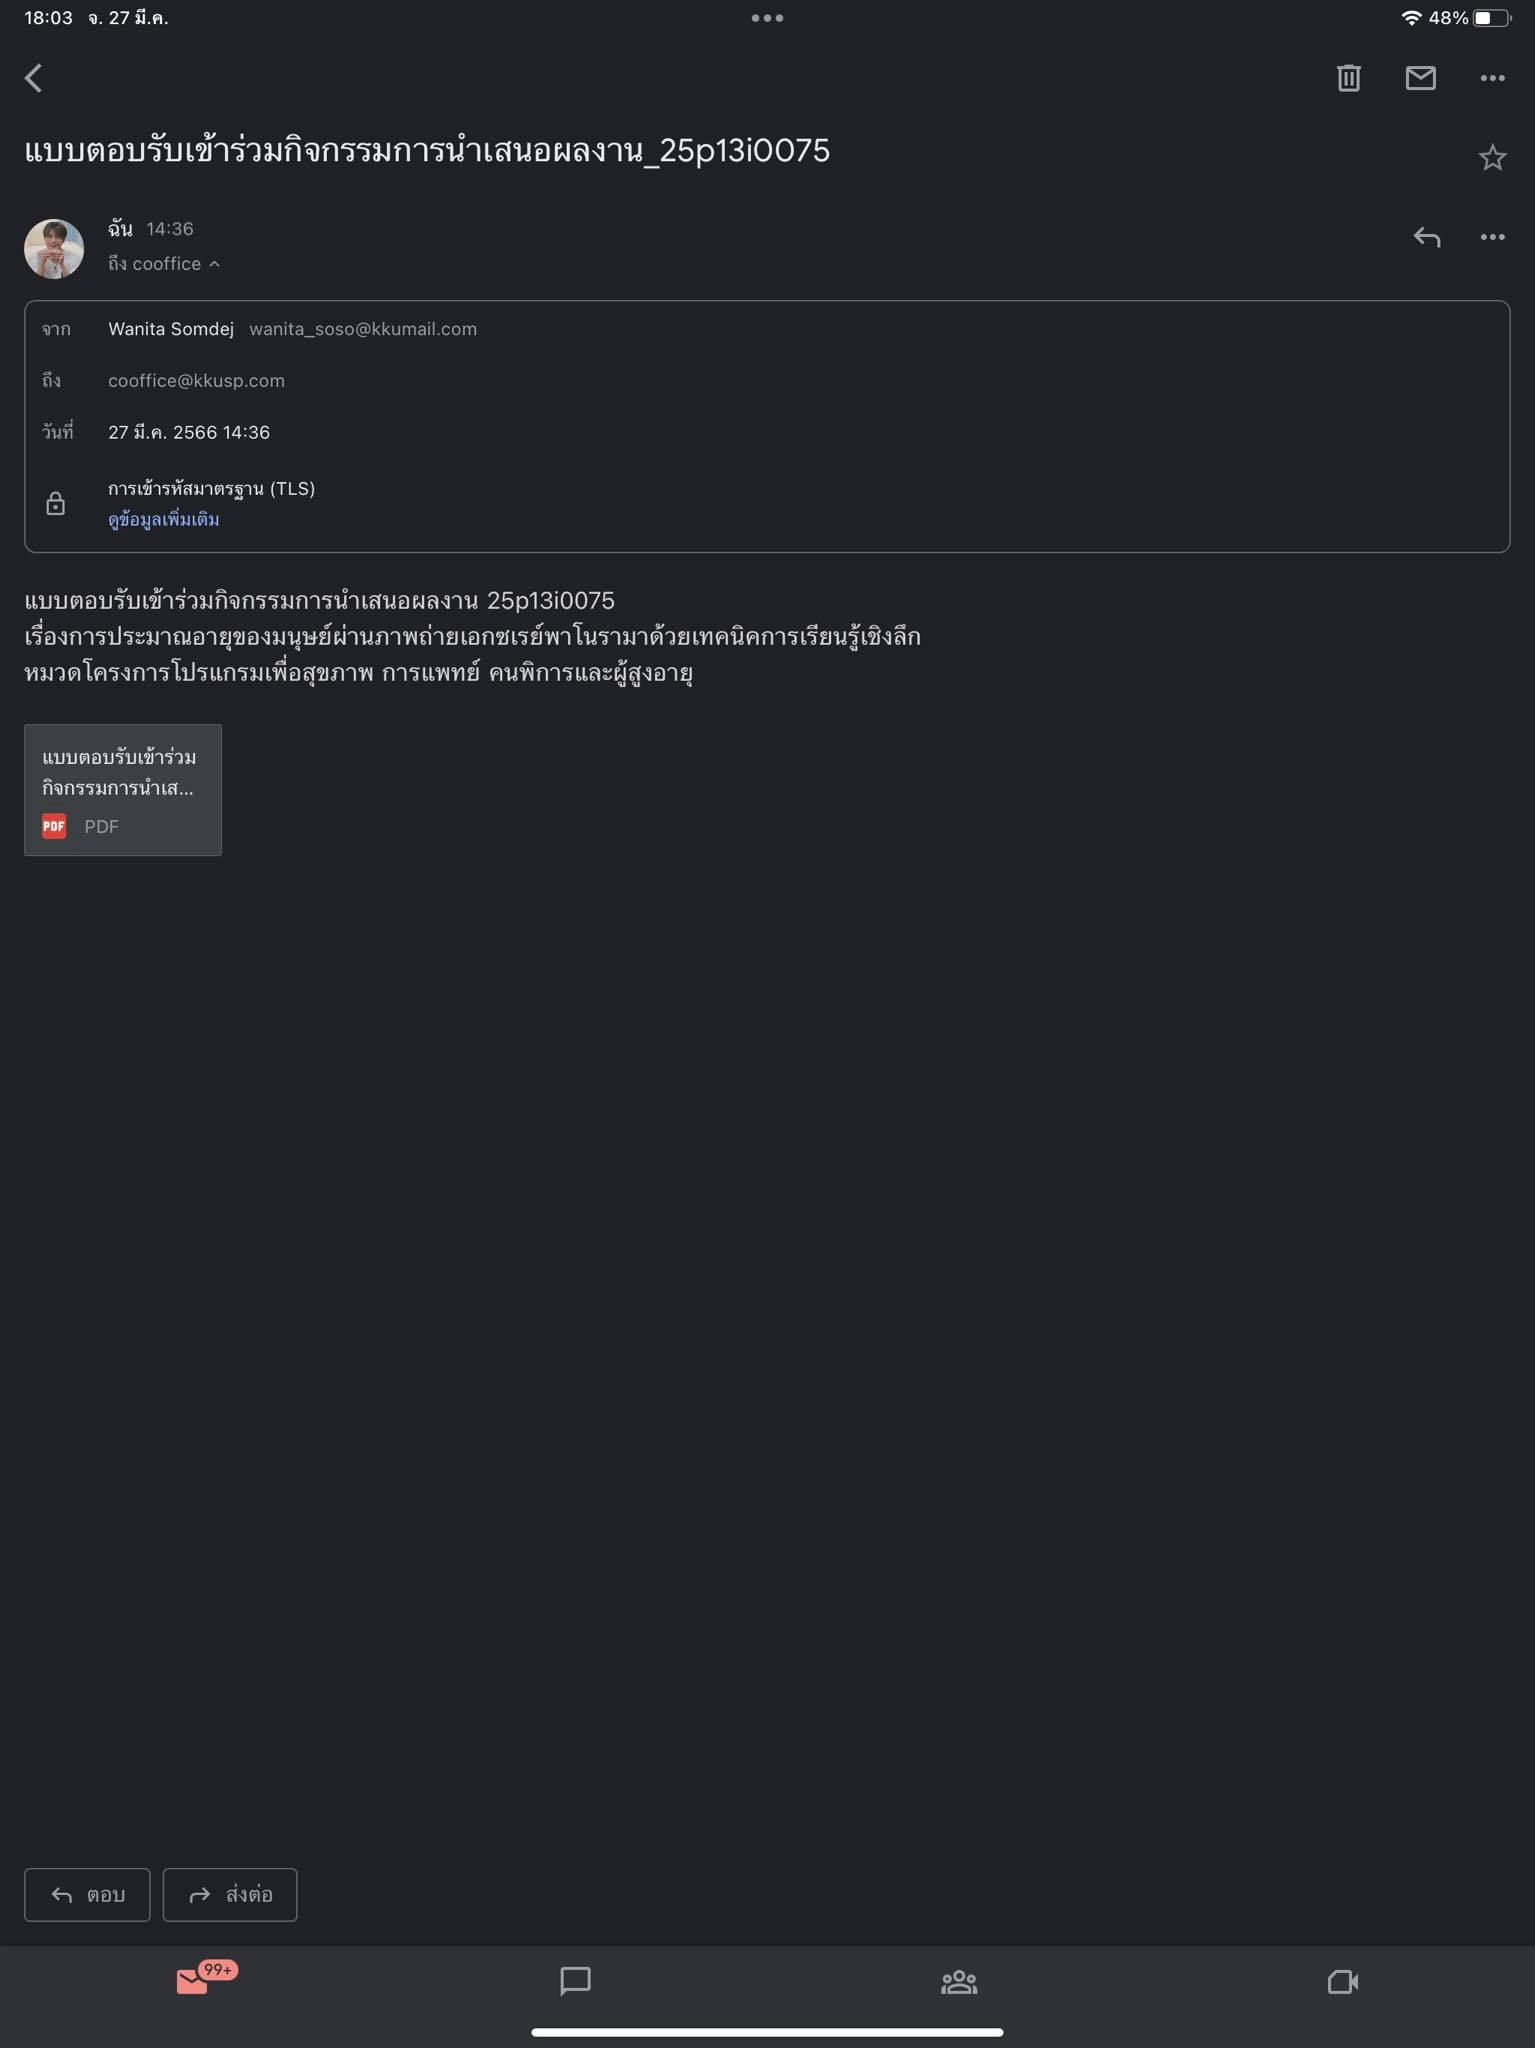 18:03 จ. 27 มี.ค.
48%
แบบตอบรับเข้าร่วมกิจกรรมการนำเสนอผลงาน_25p13i0075
ฉัน 14:36
ถึง cooffice
จาก Wanita Somdej wanita_soso@kkumail.com
ถึง cooffice@kkusp.com
วันที่ 27 มี.ค. 2566 14:36
การเข้ารหัสมาตรฐาน (TLS)
ดูข้อมูลเพิ่มเติม
แบบตอบรับเข้าร่วมกิจกรรมการนำเสนอผลงาน 25p13i0075
เรื่องการประมาณอายุของมนุษย์ผ่านภาพถ่ายเอกซเรย์พาโนรามาด้วยเทคนิคการเรียนรู้เชิงลึก
หมวดโครงการโปรแกรมเพื่อสุขภาพ การแพทย์ คนพิการและผู้สูงอายุ
แบบตอบรับเข้าร่วม
กิจกรรมการนำเส...
PDF PDF
ตอบ ส่งต่อ
99+